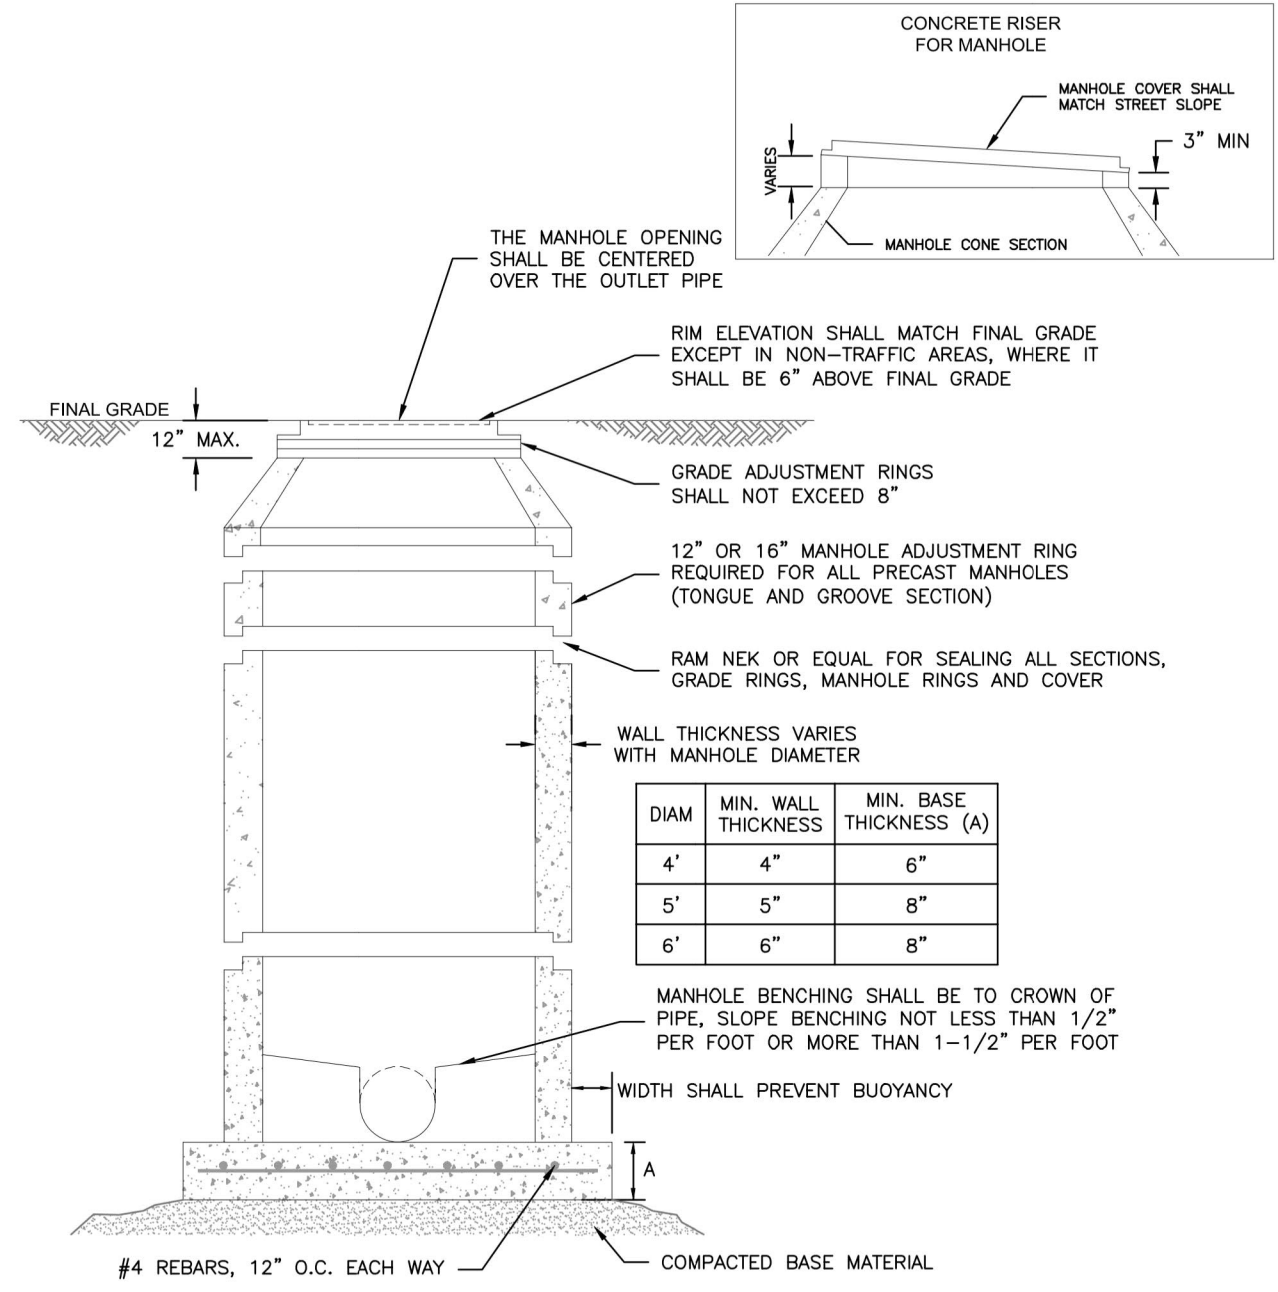 CONCRETE RISER
FOR MANHOLE
MANHOLE COVER SHALL
MATCH STREET SLOPE
3” MIN
VARIES
MANHOLE CONE SECTION
THE MANHOLE OPENING
SHALL BE CENTERED
OVER THE OUTLET PIPE
RIM ELEVATION SHALL MATCH FINAL GRADE
EXCEPT IN NON-TRAFFIC AREAS, WHERE IT
SHALL BE 6” ABOVE FINAL GRADE
FINAL GRADE
12” MAX.
GRADE ADJUSTMENT RINGS
SHALL NOT EXCEED 8”
12” OR 16” MANHOLE ADJUSTMENT RING
REQUIRED FOR ALL PRECAST MANHOLES
(TONGUE AND GROOVE SECTION)
RAM NEK OR EQUAL FOR SEALING ALL SECTIONS,
GRADE RINGS, MANHOLE RINGS AND COVER
WALL THICKNESS VARIES
WITH MANHOLE DIAMETER
DIAM MIN. WALL THICKNESS MIN. BASE THICKNESS (A)
4’ 4” 6”
5’ 5” 8”
6’ 6” 8”
MANHOLE BENCHING SHALL BE TO CROWN OF
PIPE, SLOPE BENCHING NOT LESS THAN 1/2”
PER FOOT OR MORE THAN 1-1/2” PER FOOT
WIDTH SHALL PREVENT BUOYANCY
A
#4 REBARS, 12” O.C. EACH WAY
COMPACTED BASE MATERIAL